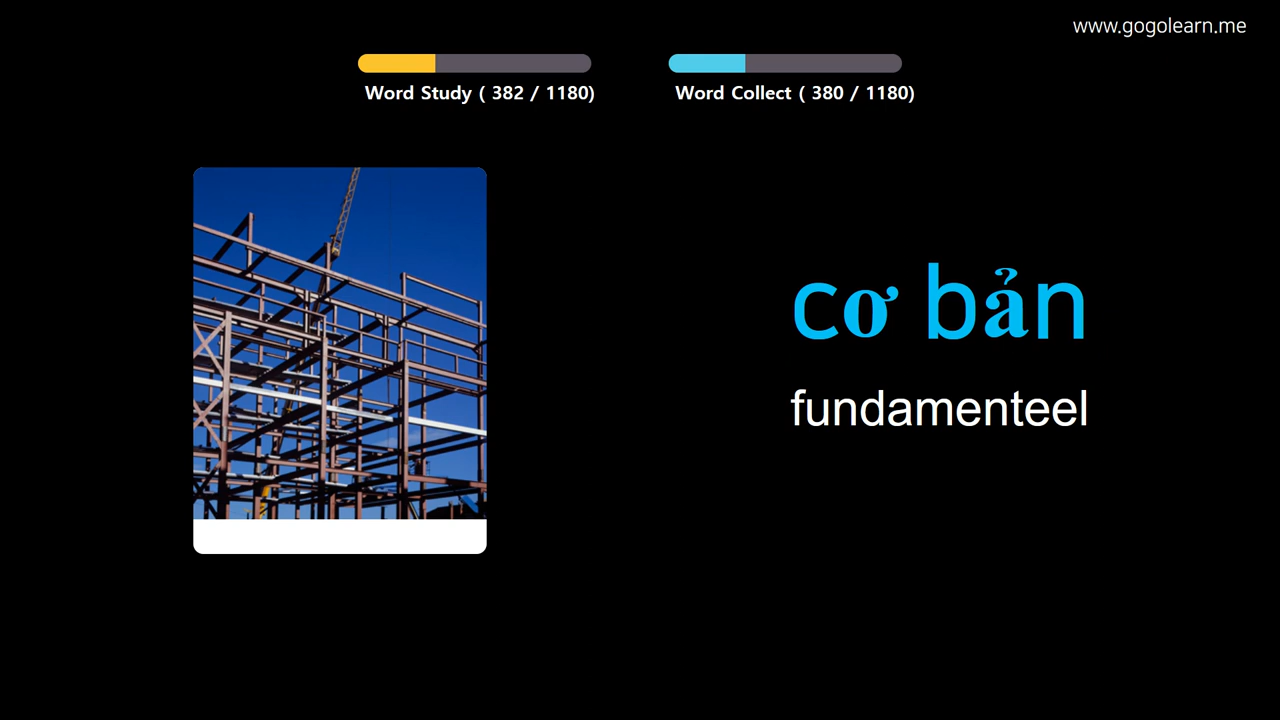 www.gogolearn.me
Word Study ( 382 / 1180)
Word Collect ( 380 / 1180)
cơ bản
fundamenteel